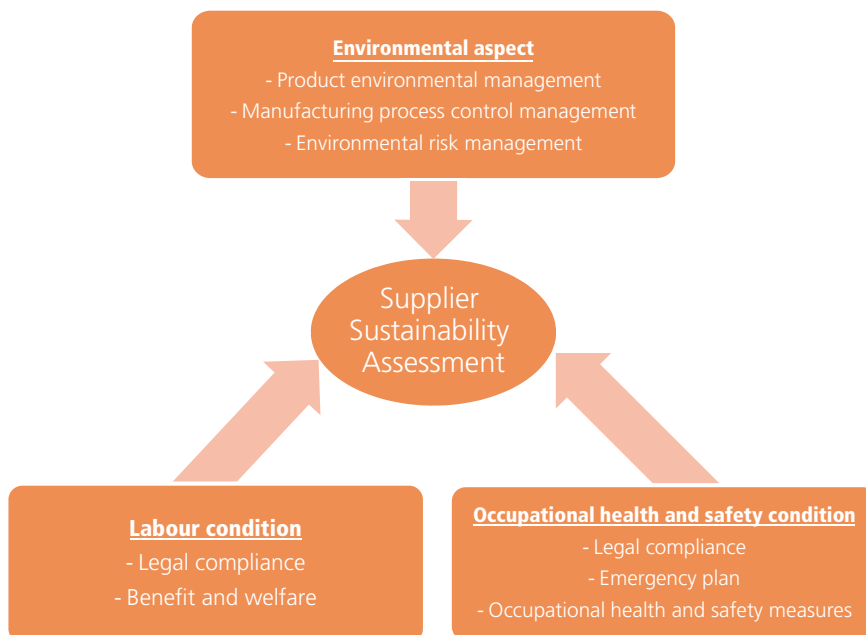 Environmental aspect
- Product environmental management
- Manufacturing process control management
- Environmental risk management
Supplier
Sustainability
Assessment
Labour condition
- Legal compliance
- Benefit and welfare
Occupational health and safety condition
- Legal compliance
- Emergency plan
- Occupational health and safety measures